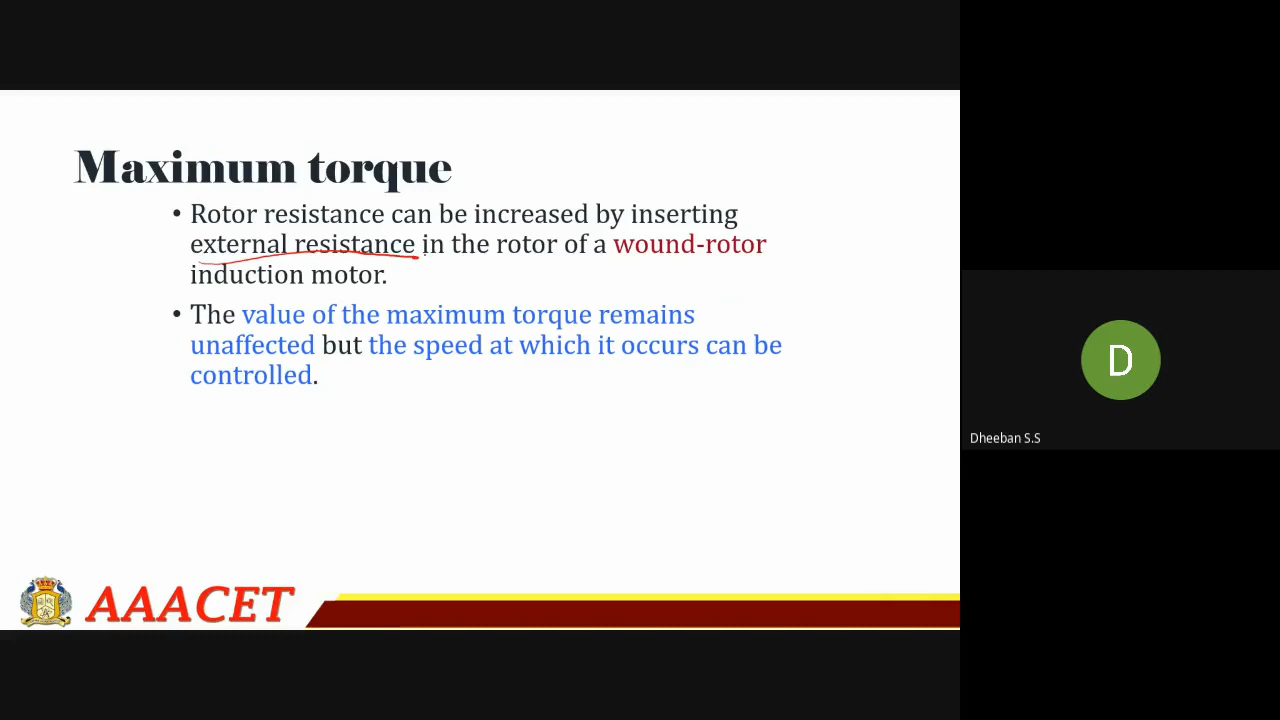 Maximum torque
• Rotor resistance can be increased by inserting
external resistance in the rotor of a wound-rotor
induction motor.
• The value of the maximum torque remains
unaffected but the speed at which it occurs can be
controlled.
D
Dheeban S.S
AAACET